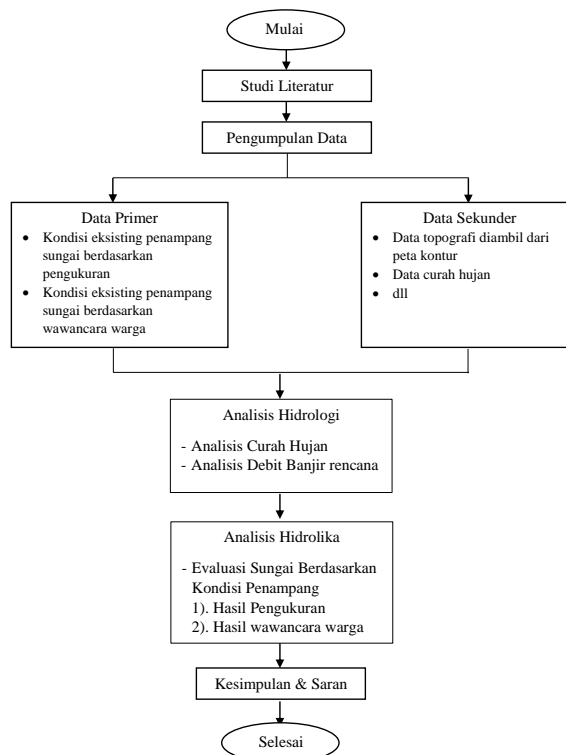 Mulai
Studi Literatur
Pengumpulan Data
Data Primer
• Kondisi eksisting penampang
sungai berdasarkan
pengukuran
• Kondisi eksisting penampang
sungai berdasarkan
wawancara warga
Data Sekunder
• Data topografi diambil dari
peta kontur
• Data curah hujan
• dll
Analisis Hidrologi
- Analisis Curah Hujan
- Analisis Debit Banjir rencana
Analisis Hidrolika
- Evaluasi Sungai Berdasarkan
Kondisi Penampang
1). Hasil Pengukuran
2). Hasil wawancara warga
Kesimpulan & Saran
Selesai